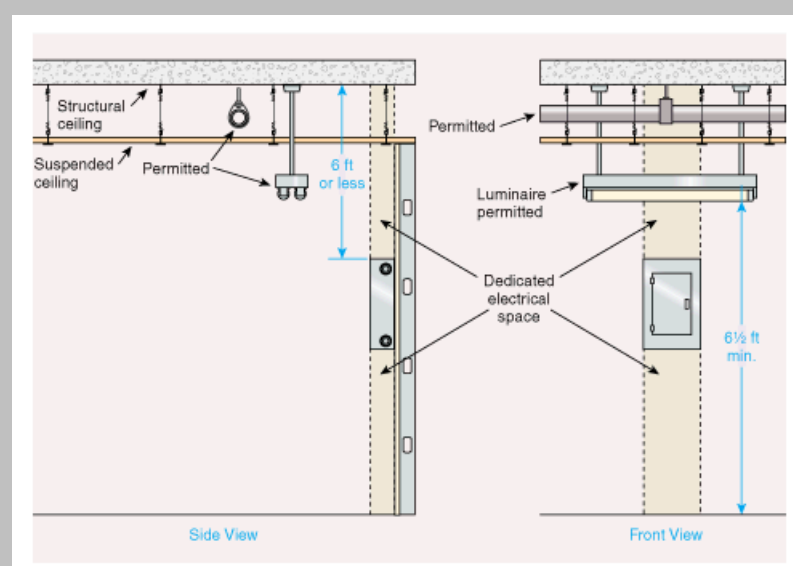 Structural
ceiling
Suspended
ceiling
Permitted
6 ft
or less
Permitted
Luminaire
permitted
Dedicated
electrical
space
6½ ft
min.
Side View
Front View